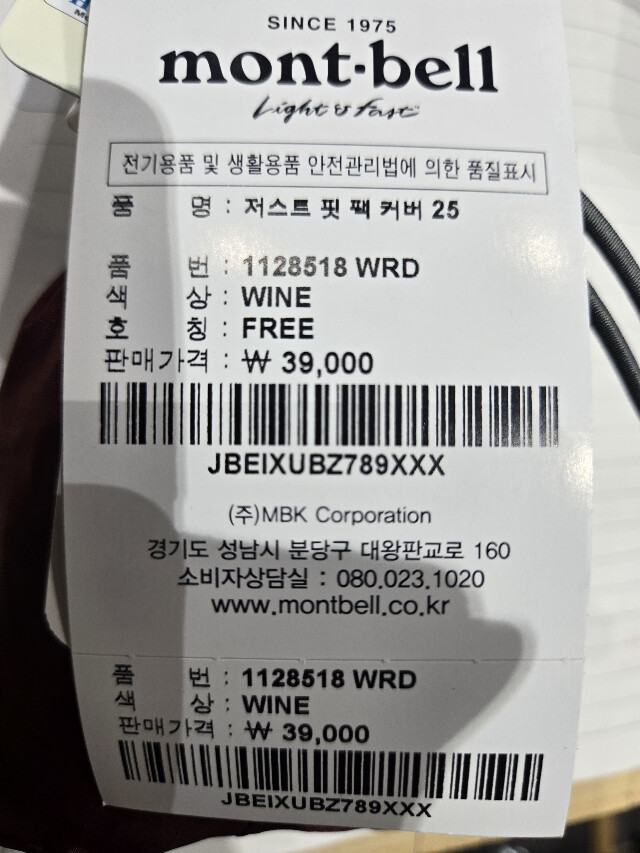 SINCE 1975
mont-bell
Light & Fast
전기용품 및 생활용품 안전관리법에 의한 품질표시
품 명 : 저스트 핏 팩 커버 25
품 번 : 1128518 WRD
색 상 : WINE
호 칭 : FREE
판매가격 : ₩ 39,000
JBEIXUBZ789XXX
(주)MBK Corporation
경기도 성남시 분당구 대왕판교로 160
소비자상담실 : 080.023.1020
www.montbell.co.kr
품 번 : 1128518 WRD
색 상 : WINE
판매가격 : ₩ 39,000
JBEIXUBZ789XXX